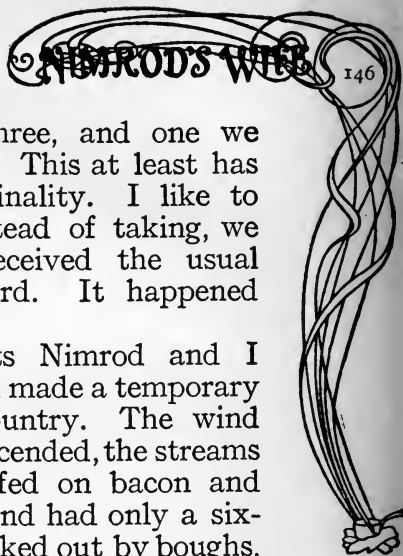 NIMROD'S WIFE
146
hree, and one we
This at least has
inality. I like to
tead of taking, we
eceived the usual
rd. It happened
ts Nimrod and I
made a temporary
untry. The wind
scended, the streams
fed on bacon and
nd had only a six-
ked out by boughs.